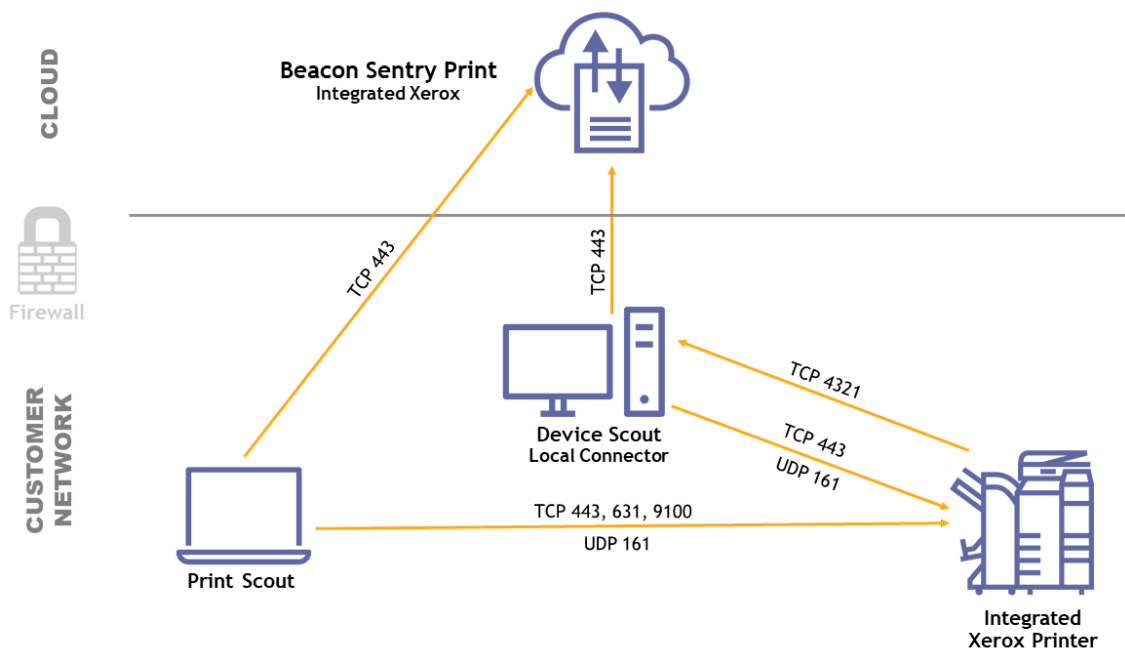 CLOUD
Beacon Sentry Print
Integrated Xerox
Firewall
TCP 443
TCP 443
CUSTOMER
NETWORK
Device Scout
Local Connector
TCP 4321
TCP 443
UDP 161
TCP 443, 631, 9100
UDP 161
Print Scout
Integrated
Xerox Printer